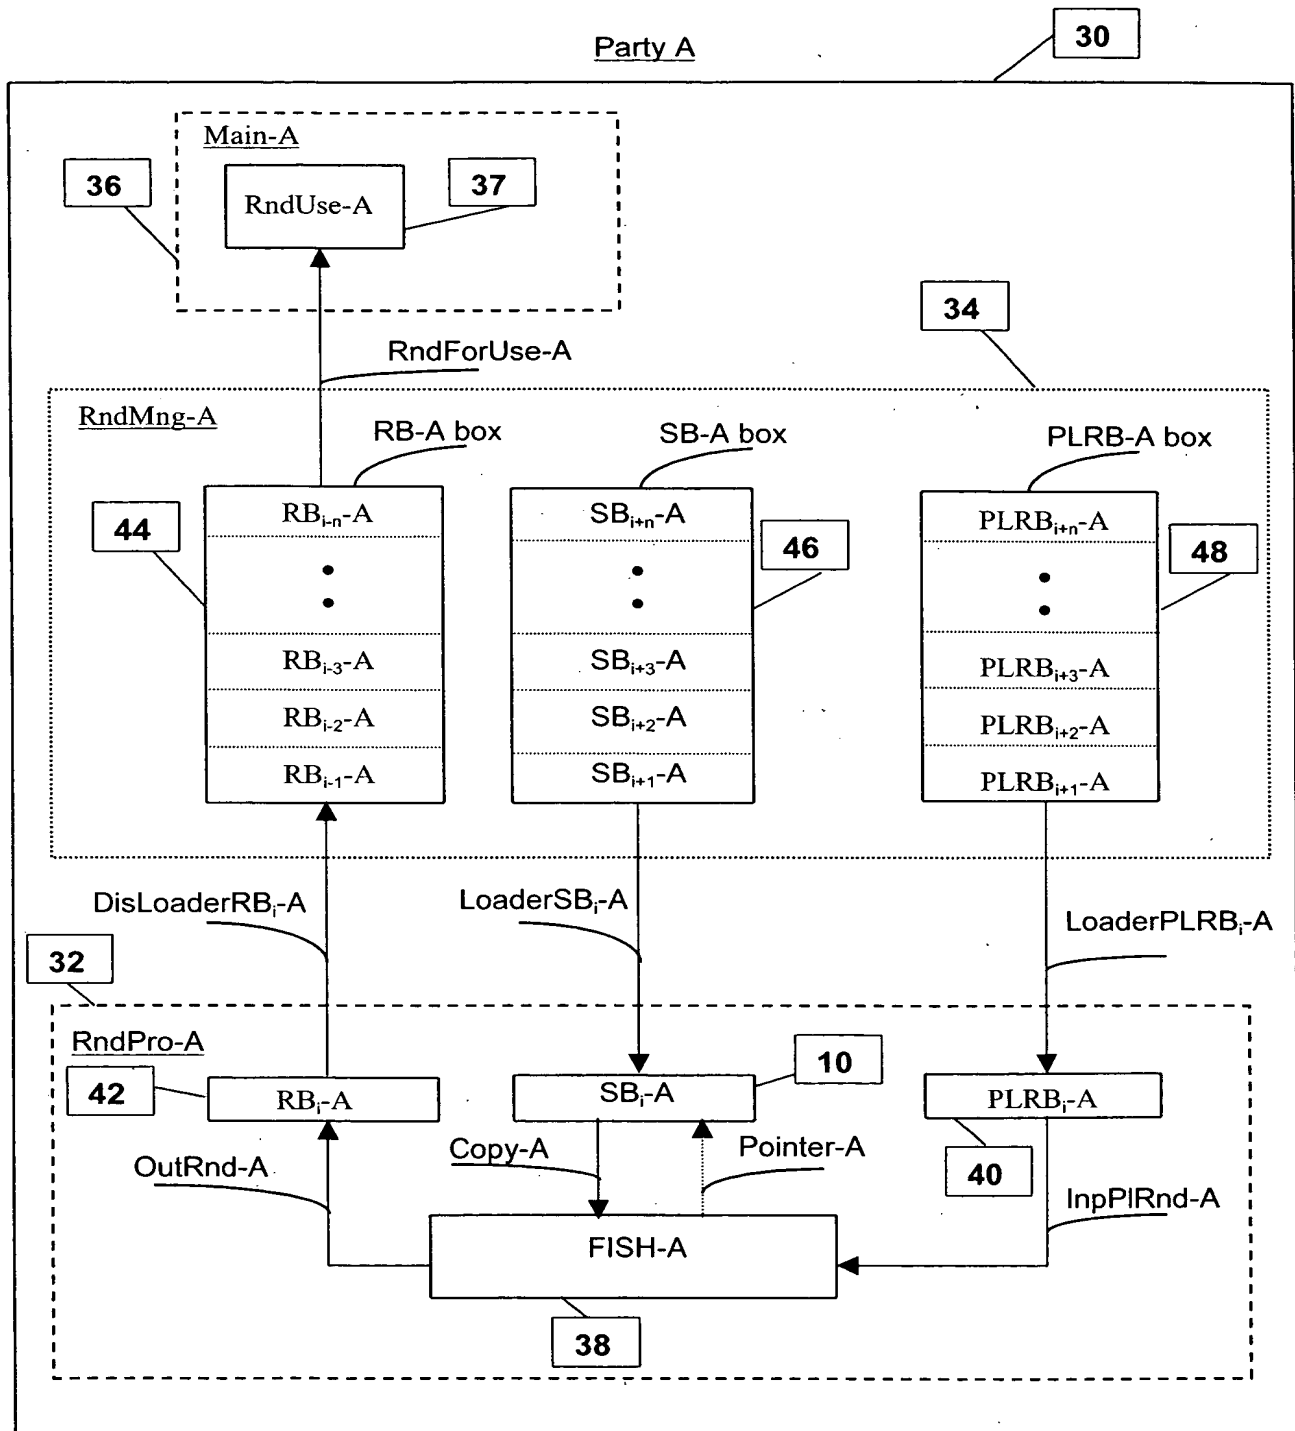 Party A
30
Main-A
36
RndUse-A
37
34
RndForUse-A
RndMng-A
RB-A box
SB-A box
PLRB-A box
44
46
48
RBi-n-A
SBi+n-A
PLRBi+n-A
RBi-3-A
SBi+3-A
PLRBi+3-A
RBi-2-A
SBi+2-A
PLRBi+2-A
RBi-1-A
SBi+1-A
PLRBi+1-A
DisLoaderRBi-A
LoaderSBi-A
LoaderPLRBi-A
32
RndPro-A
42
RBi-A
SBi-A
10
PLRBi-A
40
OutRnd-A
Copy-A
Pointer-A
InpPlRnd-A
FISH-A
38